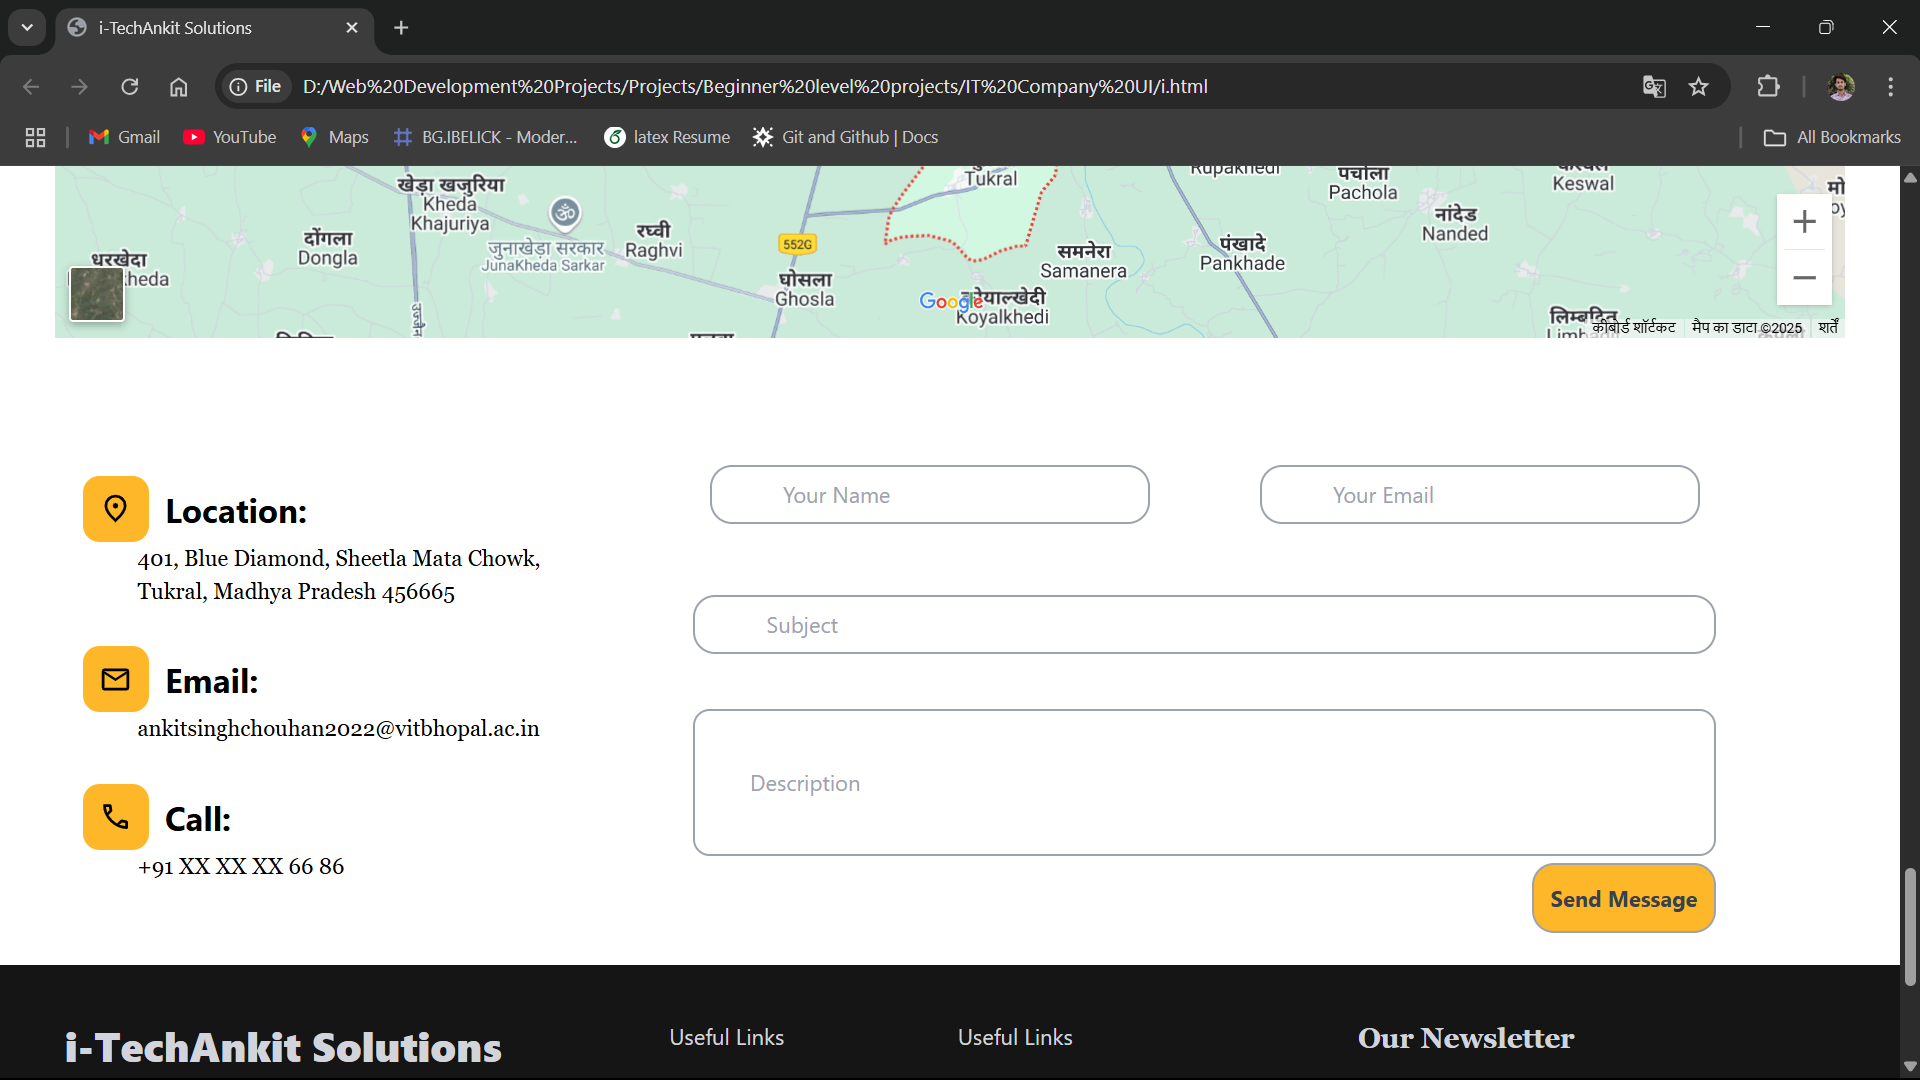 i-TechAnkit Solutions
File
D:/Web%20Development%20Projects/Projects/Beginner%20level%20projects/IT%20Company%20UI/i.html
Gmail
YouTube
Maps
BG.IBELICK - Moder...
latex Resume
Git and Github | Docs
All Bookmarks
Tukral
Rupakhedi
पचोला
Pachola
Keswal
खेड़ा खजुरिया
Kheda
Khajuriya
नांदेड
Nanded
दोंगला
Dongla
रघ्वी
Raghvi
जुनाखेड़ा सरकार
JunaKheda Sarkar
552G
समनेरा
Samanera
पंखादे
Pankhade
धरखेदा
घोसला
Ghosla
Google
Koyalkhedi
लिम्बदित
कीबोर्ड शॉर्टकट
मैप का डाटा ©2025
शर्तें
Location:
401, Blue Diamond, Sheetla Mata Chowk,
Tukral, Madhya Pradesh 456665
Email:
ankitsinghchouhan2022@vitbhopal.ac.in
Call:
+91 XX XX XX 66 86
Your Name
Your Email
Subject
Description
Send Message
i-TechAnkit Solutions
Useful Links
Useful Links
Our Newsletter